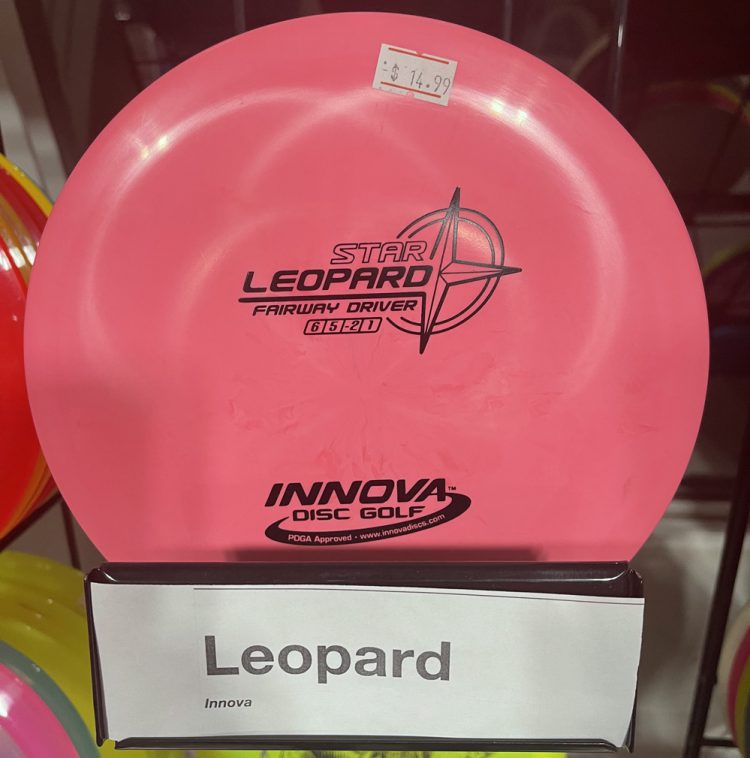 $ 14.99
STAR
LEOPARD
FAIRWAY DRIVER
6 5 -2 1
INNOVA™
DISC GOLF
PDGA Approved • www.innovadiscs.com
Leopard
Innova